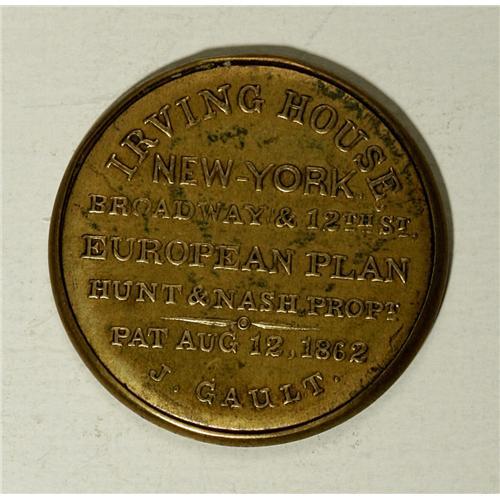 IRVING HOUSE,
NEW-YORK,
BROADWAY & 12TH ST.
EUROPEAN PLAN
HUNT & NASH PROPT
PAT AUG 12, 1862
J. GAULT.